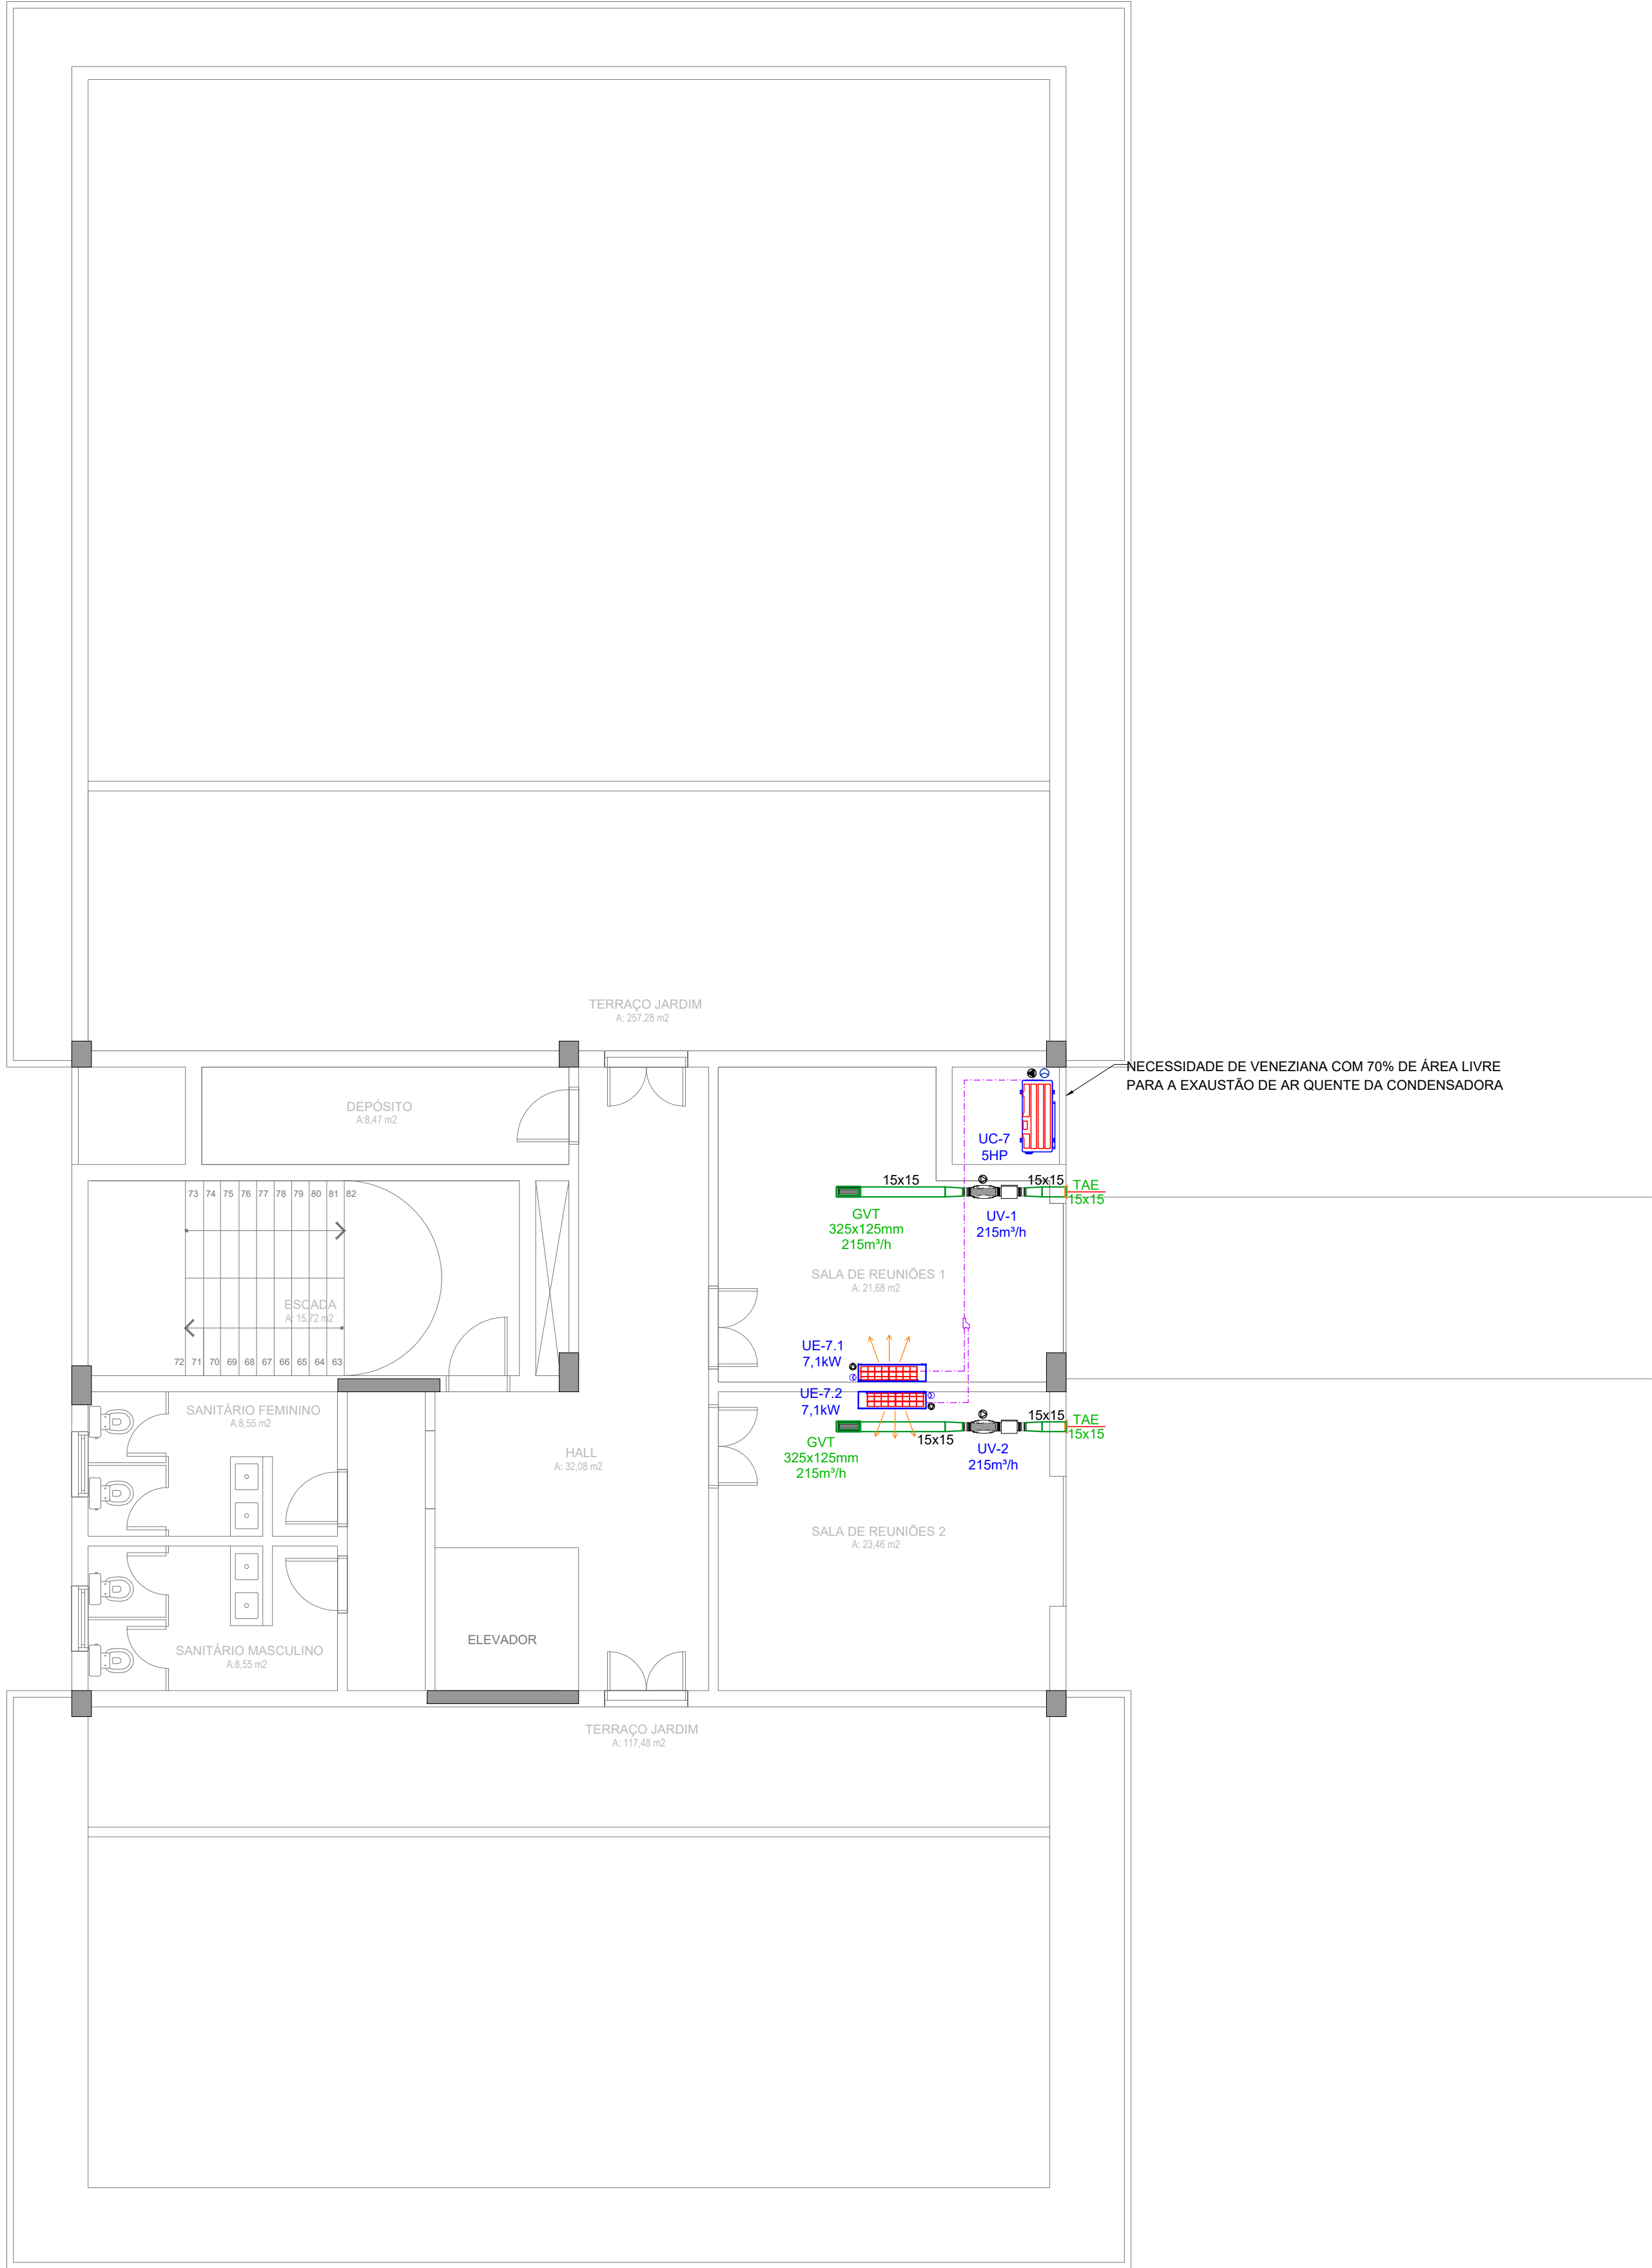 TERRAÇO JARDIM
A: 257,28 m2
NECESSIDADE DE VENEZIANA COM 70% DE ÁREA LIVRE
PARA A EXAUSTÃO DE AR QUENTE DA CONDENSADORA
DEPÓSITO
A:8,47 m2
UC-7
5HP
15x15
15x15
TAE
15x15
73 74 75 76 77 78 79 80 81 82
GVT
325x125mm
215m³/h
UV-1
215m³/h
SALA DE REUNIÕES 1
A: 21,68 m2
ESCADA
A: 15,72 m2
72 71 70 69 68 67 66 65 64 63
UE-7.1
7,1kW
UE-7.2
7,1kW
SANITÁRIO FEMININO
A:8,55 m2
15x15
TAE
15x15
15x15
GVT
325x125mm
215m³/h
UV-2
215m³/h
HALL
A: 32,08 m2
SALA DE REUNIÕES 2
A: 23,46 m2
ELEVADOR
SANITÁRIO MASCULINO
A:8,55 m2
TERRAÇO JARDIM
A: 117,48 m2